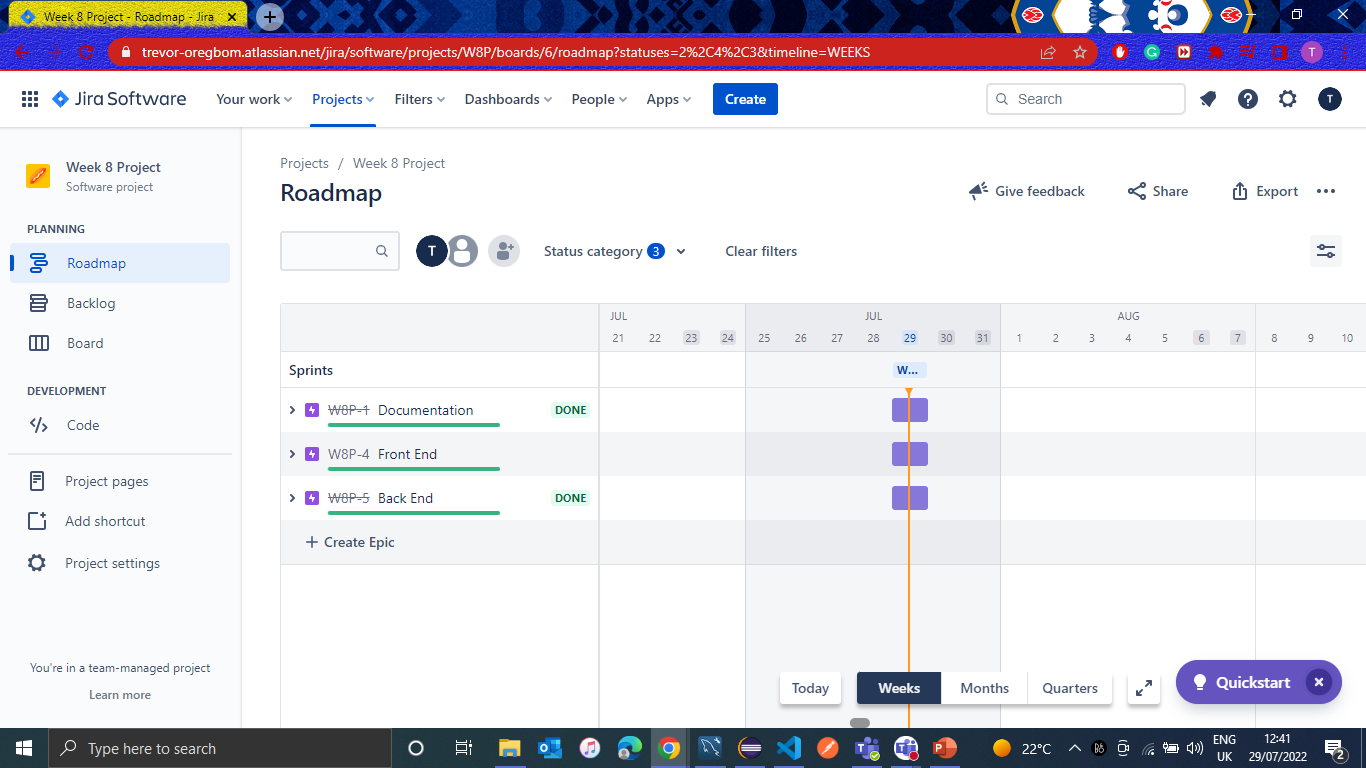 Week 8 Project - Roadmap - Jira
trevor-oregbom.atlassian.net/jira/software/projects/W8P/boards/6/roadmap?statuses=2%2C4%2C3&timeline=WEEKS
T
Jira Software
Your work
Projects
Filters
Dashboards
People
Apps
Create
Search
T
Week 8 Project
Software project
PLANNING
Roadmap
Backlog
Board
DEVELOPMENT
Code
Project pages
Add shortcut
Project settings
You're in a team-managed project
Learn more
Projects / Week 8 Project
Roadmap
Give feedback
Share
Export
T
Status category 3
Clear filters
JUL JUL AUG
21 22 23 24 25 26 27 28 29 30 31 1 2 3 4 5 6 7 8 9 10
Sprints
W...
W8P-1 Documentation DONE
W8P-4 Front End
W8P-5 Back End DONE
+ Create Epic
Today
Weeks
Months
Quarters
Quickstart
Type here to search
22°C
ENG
UK
12:41
29/07/2022
2